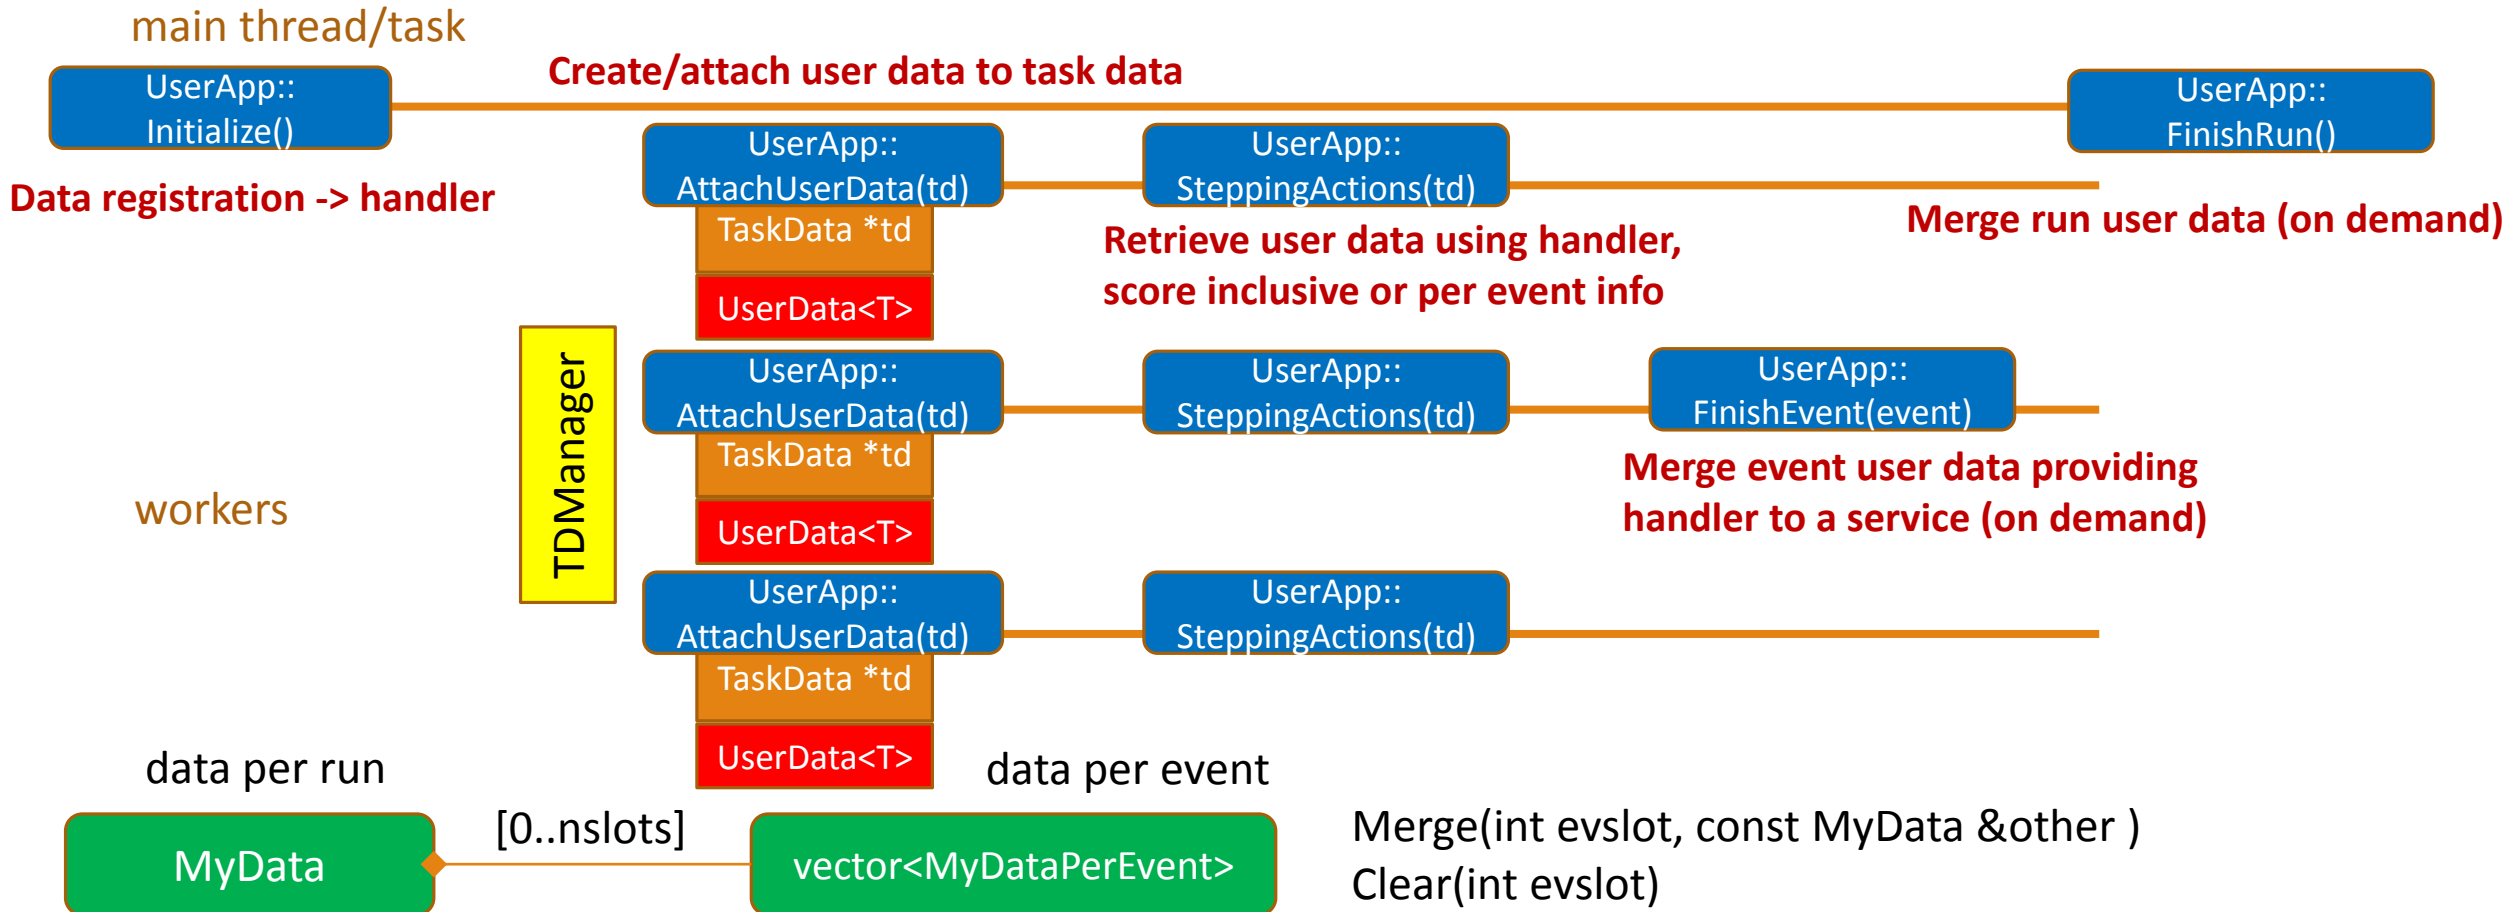 main thread/task
Create/attach user data to task data
UserApp::
Initialize()
UserApp::
FinishRun()
Data registration -> handler
UserApp::
AttachUserData(td)
TaskData *td
UserData<T>
UserApp::
SteppingActions(td)
Retrieve user data using handler,
score inclusive or per event info
Merge run user data (on demand)
TDManager
workers
UserApp::
AttachUserData(td)
TaskData *td
UserData<T>
UserApp::
SteppingActions(td)
UserApp::
FinishEvent(event)
Merge event user data providing
handler to a service (on demand)
UserApp::
AttachUserData(td)
TaskData *td
UserData<T>
UserApp::
SteppingActions(td)
data per run
data per event
MyData
[0..nslots]
vector<MyDataPerEvent>
Merge(int evslot, const MyData &other )
Clear(int evslot)